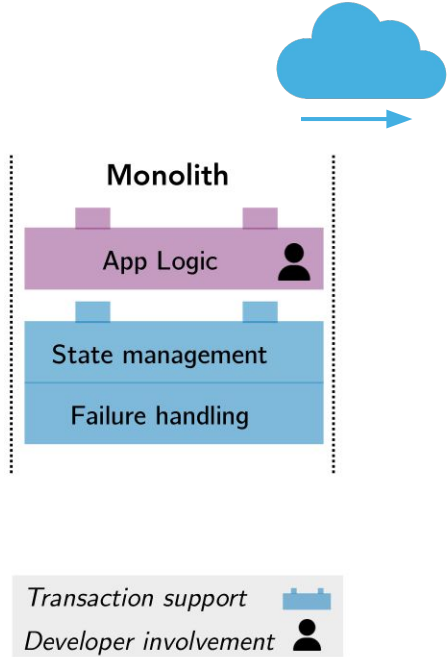 Monolith
App Logic
State management
Failure handling
Transaction support
Developer involvement